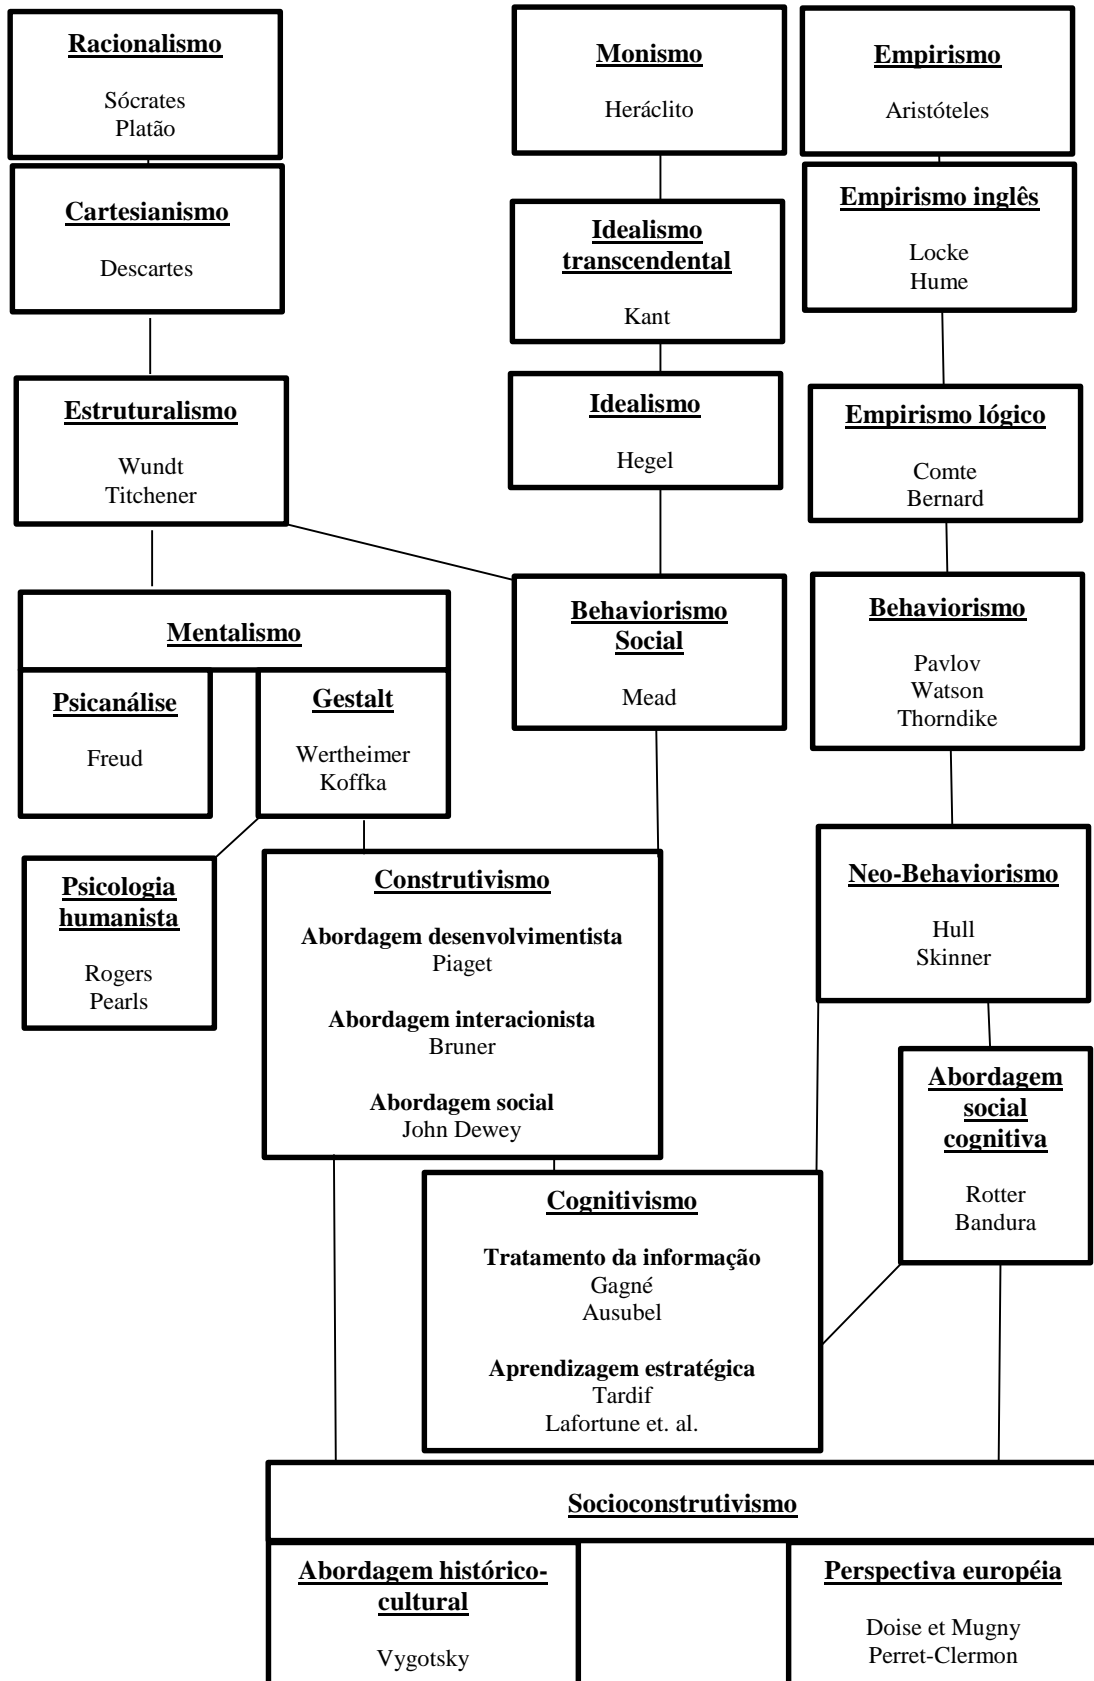 Racionalismo
Sócrates
Platão
Monismo
Heráclito
Empirismo
Aristóteles
Cartesianismo
Descartes
Idealismo
transcendental
Kant
Empirismo inglês
Locke
Hume
Estruturalismo
Wundt
Titchener
Idealismo
Hegel
Empirismo lógico
Comte
Bernard
Mentalismo
Psicanálise
Freud
Gestalt
Wertheimer
Koffka
Behaviorismo
Social
Mead
Behaviorismo
Pavlov
Watson
Thorndike
Psicologia
humanista
Rogers
Pearls
Construtivismo
Abordagem desenvolvimentista
Piaget
Abordagem interacionista
Bruner
Abordagem social
John Dewey
Neo-Behaviorismo
Hull
Skinner
Abordagem
social
cognitiva
Rotter
Bandura
Cognitivismo
Tratamento da informação
Gagné
Ausubel
Aprendizagem estratégica
Tardif
Lafortune et. al.
Socioconstrutivismo
Abordagem histórico-
cultural
Vygotsky
Perspectiva européia
Doise et Mugny
Perret-Clermon